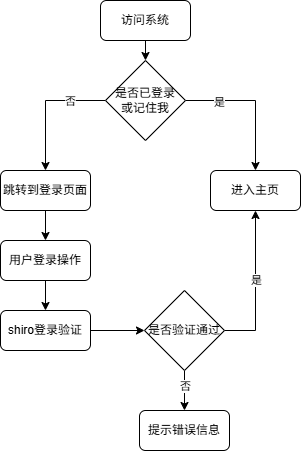 访问系统
是否已登录
或记住我
否
是
跳转到登录页面
进入主页
用户登录操作
是
shiro登录验证
是否验证通过
否
提示错误信息